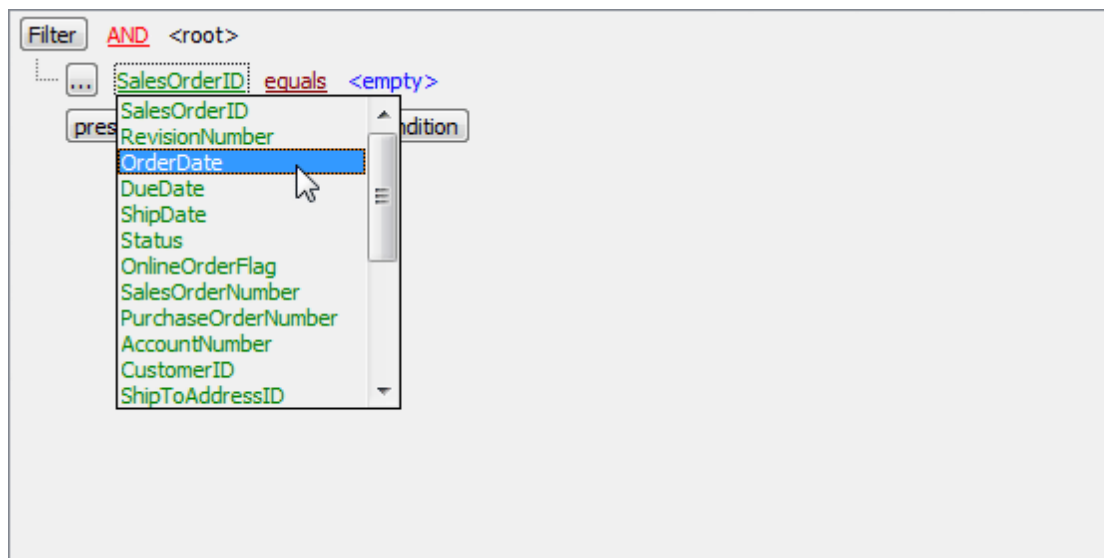 Filter AND <root>
... SalesOrderID equals <empty>
SalesOrderID
RevisionNumber
OrderDate
DueDate
ShipDate
Status
OnlineOrderFlag
SalesOrderNumber
PurchaseOrderNumber
AccountNumber
CustomerID
ShipToAddressID